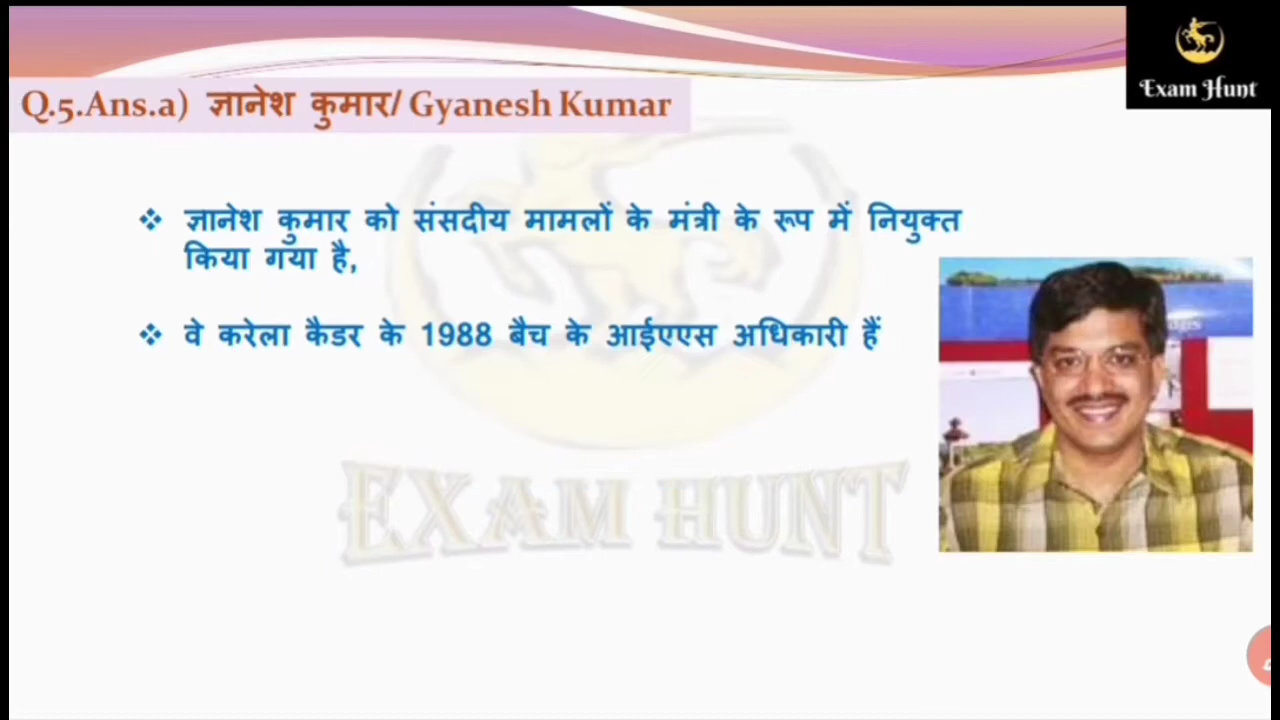 Exam Hunt
Q.5.Ans.a) ज्ञानेश कुमार/ Gyanesh Kumar
❖ ज्ञानेश कुमार को संसदीय मामलों के मंत्री के रूप में नियुक्त
किया गया है,
❖ वे करेला कैडर के 1988 बैच के आईएएस अधिकारी हैं
EXAM HUNT